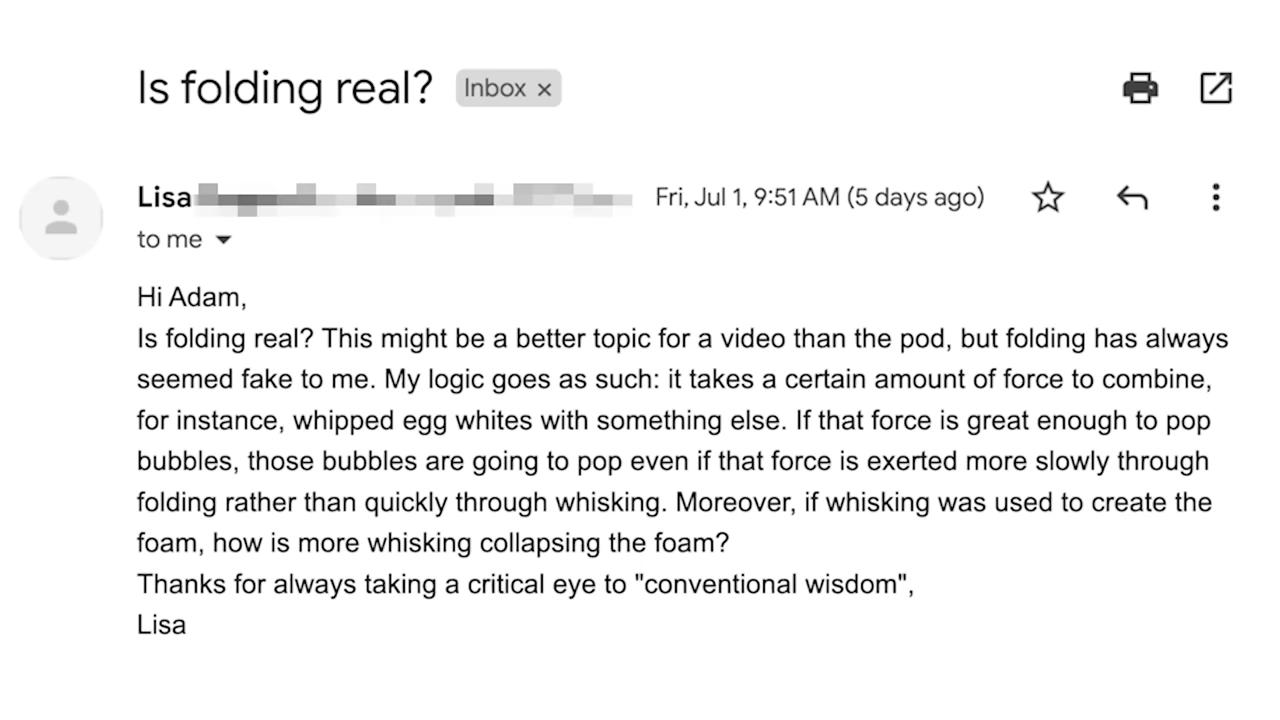 Is folding real? Inbox ×
Lisa Fri, Jul 1, 9:51 AM (5 days ago)
to me
Hi Adam,
Is folding real? This might be a better topic for a video than the pod, but folding has always
seemed fake to me. My logic goes as such: it takes a certain amount of force to combine,
for instance, whipped egg whites with something else. If that force is great enough to pop
bubbles, those bubbles are going to pop even if that force is exerted more slowly through
folding rather than quickly through whisking. Moreover, if whisking was used to create the
foam, how is more whisking collapsing the foam?
Thanks for always taking a critical eye to "conventional wisdom",
Lisa